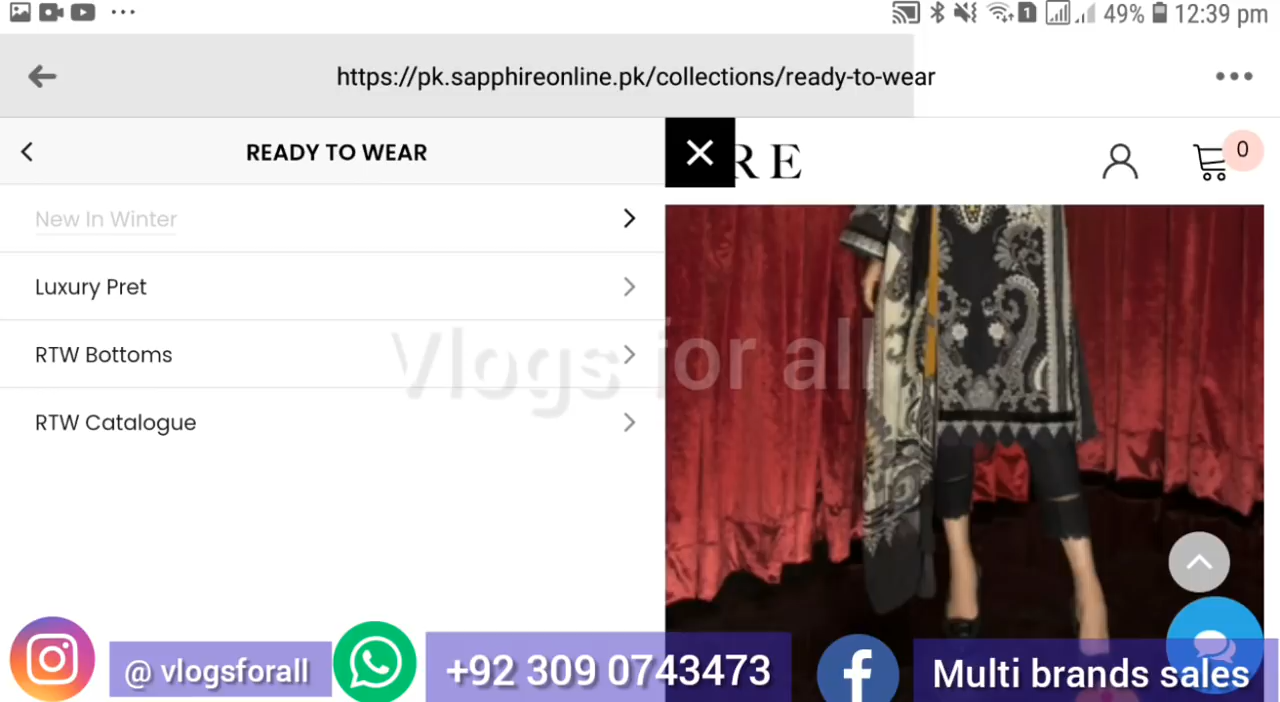 1 49% 12:39 pm
https://pk.sapphireonline.pk/collections/ready-to-wear
READY TO WEAR
RE
0
New In Winter
Luxury Pret
RTW Bottoms
RTW Catalogue
Vlogs for all
@ vlogsforall
+92 309 0743473
Multi brands sales